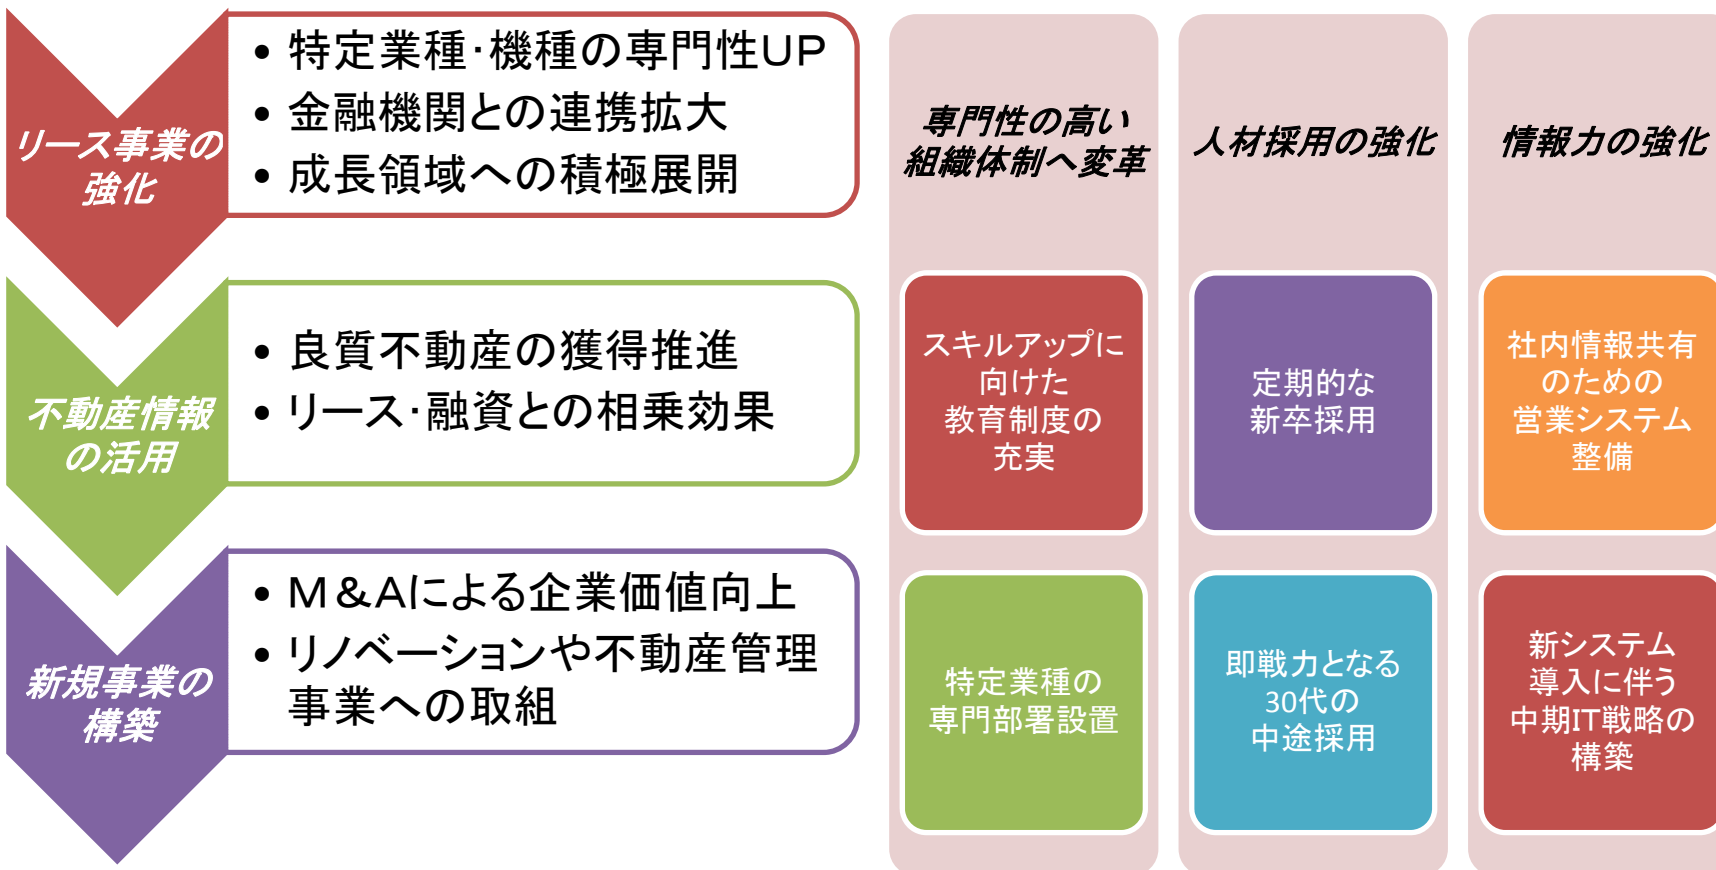 リース事業の
強化
• 特定業種・機種の専門性UP
• 金融機関との連携拡大
• 成長領域への積極展開
不動産情報
の活用
• 良質不動産の獲得推進
• リース・融資との相乗効果
新規事業の
構築
• M&Aによる企業価値向上
• リノベーションや不動産管理
事業への取組
専門性の高い
組織体制へ変革
スキルアップに
向けた
教育制度の
充実
特定業種の
専門部署設置
人材採用の強化
定期的な
新卒採用
即戦力となる
30代の
中途採用
情報力の強化
社内情報共有
のための
営業システム
整備
新システム
導入に伴う
中期IT戦略の
構築